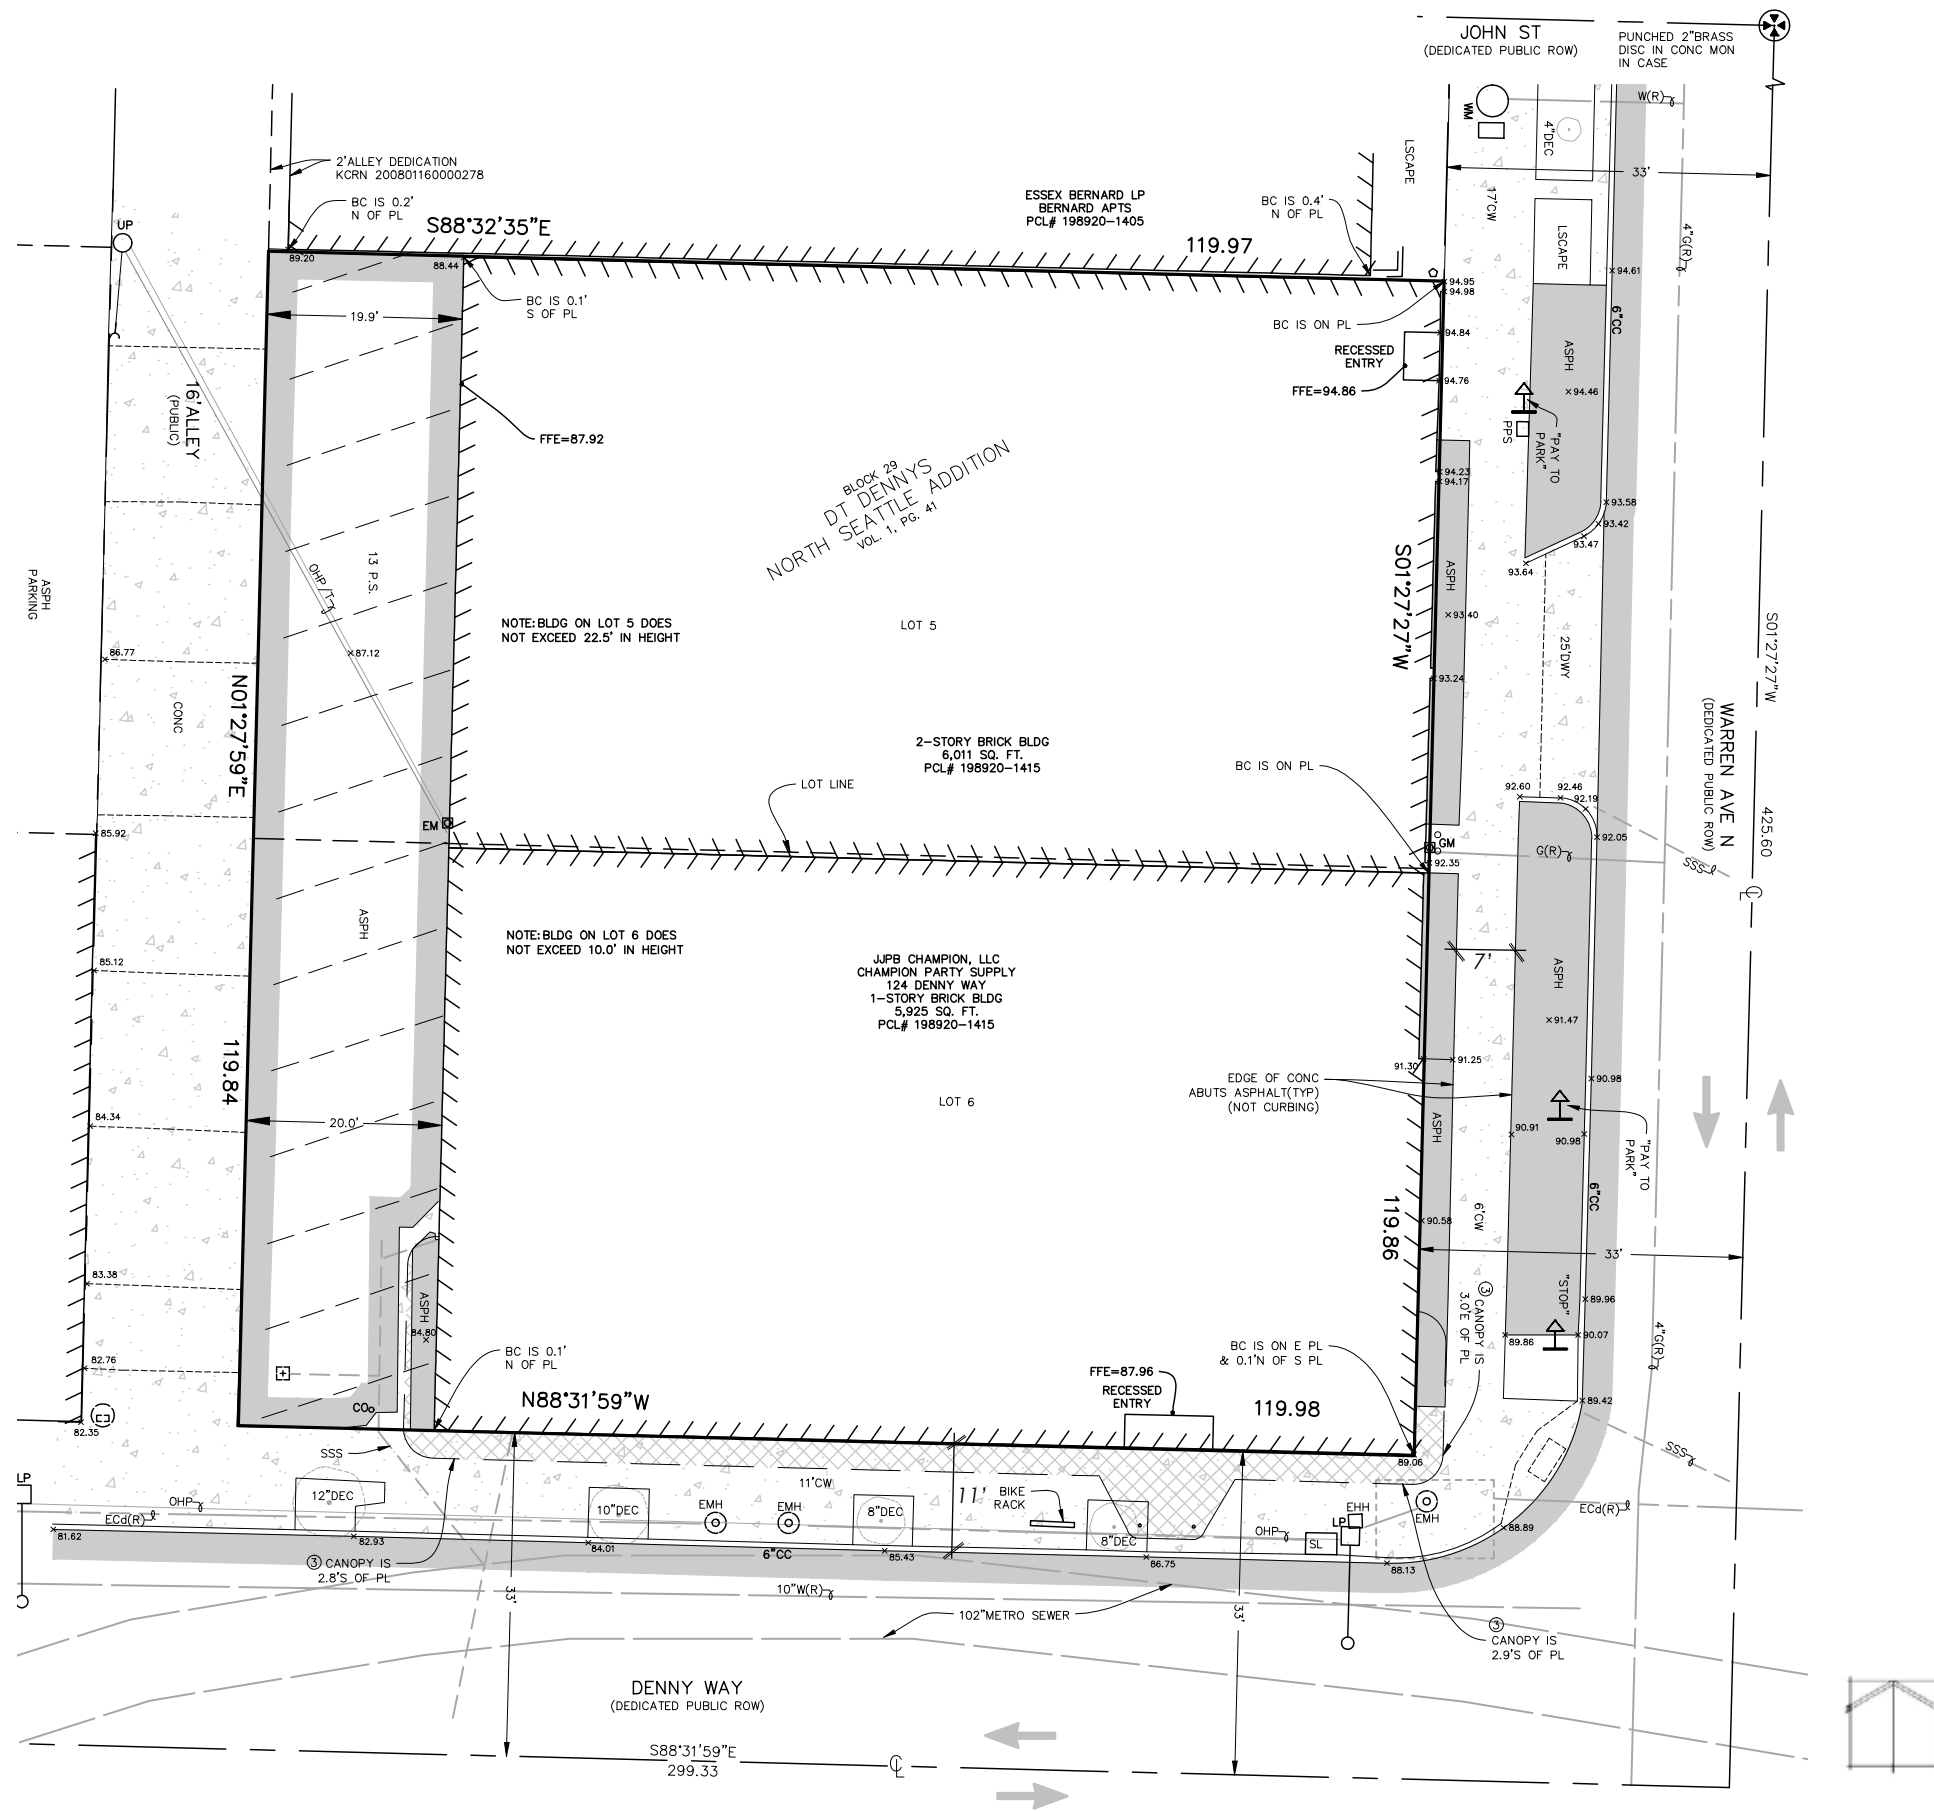 JOHN ST
(DEDICATED PUBLIC ROW)
PUNCHED 2"BRASS
DISC IN CONC MON
IN CASE
W(R)
WM
4"DEC
LSCAPE
33'
2'ALLEY DEDICATION
KCRN 200801160000278
BC IS 0.2'
N OF PL
S88°32'35"E
ESSEX BERNARD LP
BERNARD APTS
PCL# 198920-1405
BC IS 0.4'
N OF PL
119.97
17'CW
LSCAPE
4"G(R)
UP
89.20
88.44
BC IS 0.1'
S OF PL
94.95
94.98
94.61
19.9'
BC IS ON PL
94.84
6"CC
RECESSED
ENTRY
FFE=94.86
94.76
ASPH
94.46
16'ALLEY
(PUBLIC)
FFE=87.92
PPS
"PAY TO
PARK"
BLOCK 29
DT DENNYS
NORTH SEATTLE ADDITION
VOL. 1, PG. 41
94.23
94.17
93.58
93.42
93.47
93.64
ASPH
PARKING
13 P.S.
OHP/T
S01°27'27"W
ASPH
93.40
NOTE:BLDG ON LOT 5 DOES
NOT EXCEED 22.5' IN HEIGHT
LOT 5
25'DWY
S01°27'27"W
86.77
87.12
93.24
CONC
N01°27'59"E
WARREN AVE N
(DEDICATED PUBLIC ROW)
2-STORY BRICK BLDG
6,011 SQ. FT.
PCL# 198920-1415
BC IS ON PL
LOT LINE
92.60
92.46
92.19
425.60
EM
85.92
GM
92.35
G(R)
92.05
SSS
CL
ASPH
NOTE:BLDG ON LOT 6 DOES
NOT EXCEED 10.0' IN HEIGHT
JJPB CHAMPION, LLC
CHAMPION PARTY SUPPLY
124 DENNY WAY
1-STORY BRICK BLDG
5,925 SQ. FT.
PCL# 198920-1415
7'
ASPH
85.12
91.47
119.84
91.30
91.25
EDGE OF CONC
ABUTS ASPHALT(TYP)
(NOT CURBING)
90.98
LOT 6
ASPH
84.34
20.0'
90.91
90.98
"PAY TO
PARK"
119.86
90.58
6'CW
6"CC
33'
83.38
ASPH
84.80
3
CANOPY IS
3.0'E OF PL
"STOP"
89.96
89.86
90.07
4"G(R)
82.76
BC IS 0.1'
N OF PL
BC IS ON E PL
& 0.1'N OF S PL
FFE=87.96
RECESSED
ENTRY
N88°31'59"W
119.98
CO
89.42
82.35
SSS
89.06
SSS
LP
11'CW
12"DEC
OHP
ECd(R)
10"DEC
EMH
EMH
8"DEC
11'
BIKE
RACK
8"DEC
OHP
SL
LP
EHH
EMH
ECd(R)
88.89
81.62
82.93
84.01
6"CC
85.43
86.75
88.13
3 CANOPY IS
2.8'S OF PL
33'
10"W(R)
33'
102"METRO SEWER
3
CANOPY IS
2.9'S OF PL
DENNY WAY
(DEDICATED PUBLIC ROW)
S88°31'59"E
299.33
CL